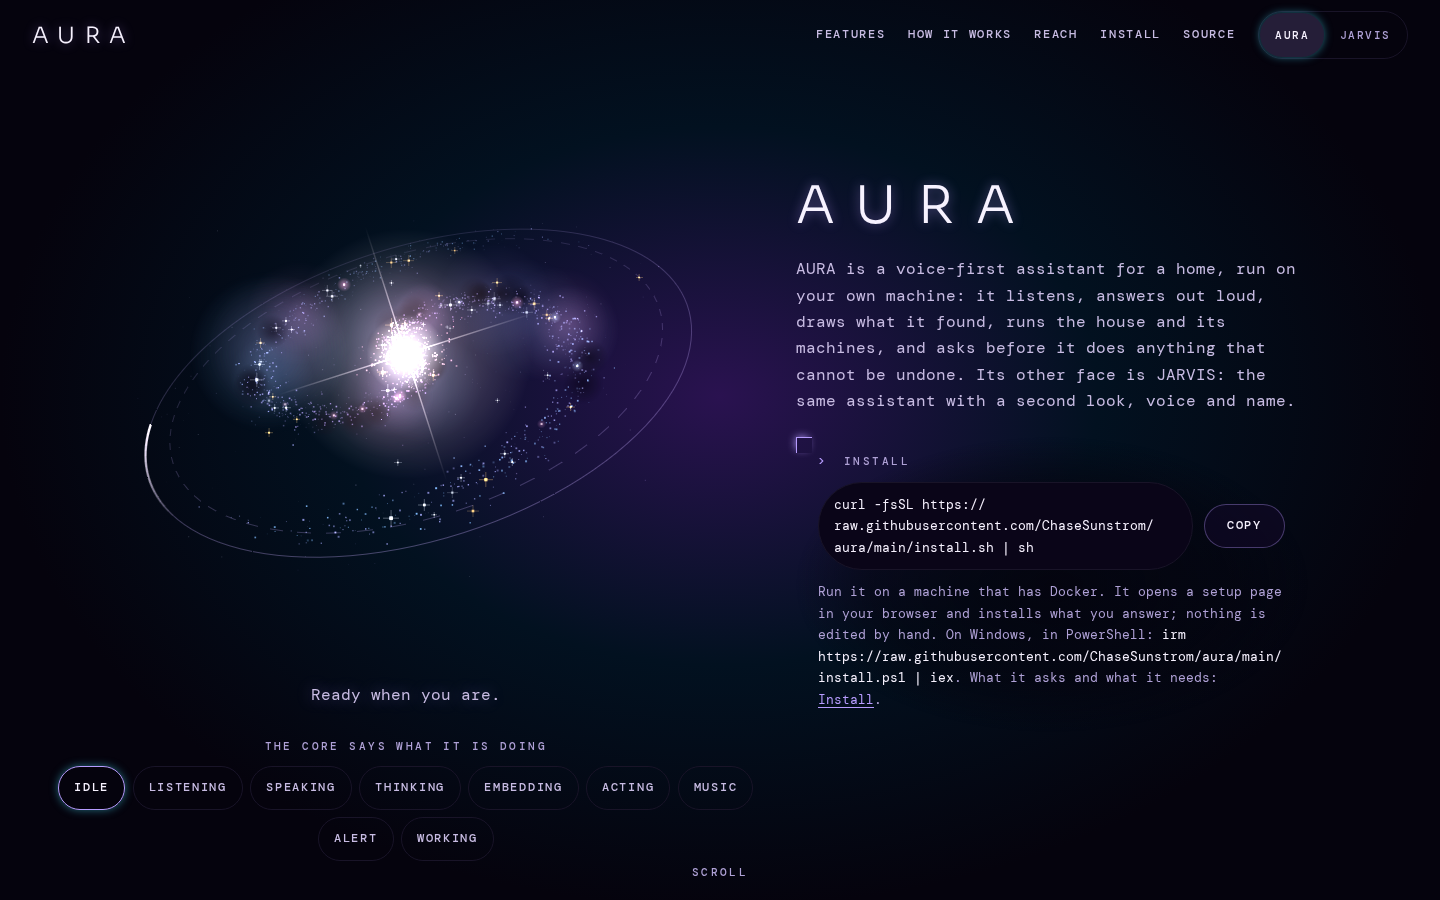 AURA
FEATURES HOW IT WORKS REACH INSTALL SOURCE AURA JARVIS
AURA
AURA is a voice-first assistant for a home, run on
your own machine: it listens, answers out loud,
draws what it found, runs the house and its
machines, and asks before it does anything that
cannot be undone. Its other face is JARVIS: the
same assistant with a second look, voice and name.
› INSTALL
curl -fsSL https://
raw.githubusercontent.com/ChaseSunstrom/
aura/main/install.sh | sh
COPY
Run it on a machine that has Docker. It opens a setup page
in your browser and installs what you answer; nothing is
edited by hand. On Windows, in PowerShell: irm
https://raw.githubusercontent.com/ChaseSunstrom/aura/main/
install.ps1 | iex. What it asks and what it needs:
Install.
Ready when you are.
THE CORE SAYS WHAT IT IS DOING
IDLE LISTENING SPEAKING THINKING EMBEDDING ACTING MUSIC
ALERT WORKING
SCROLL